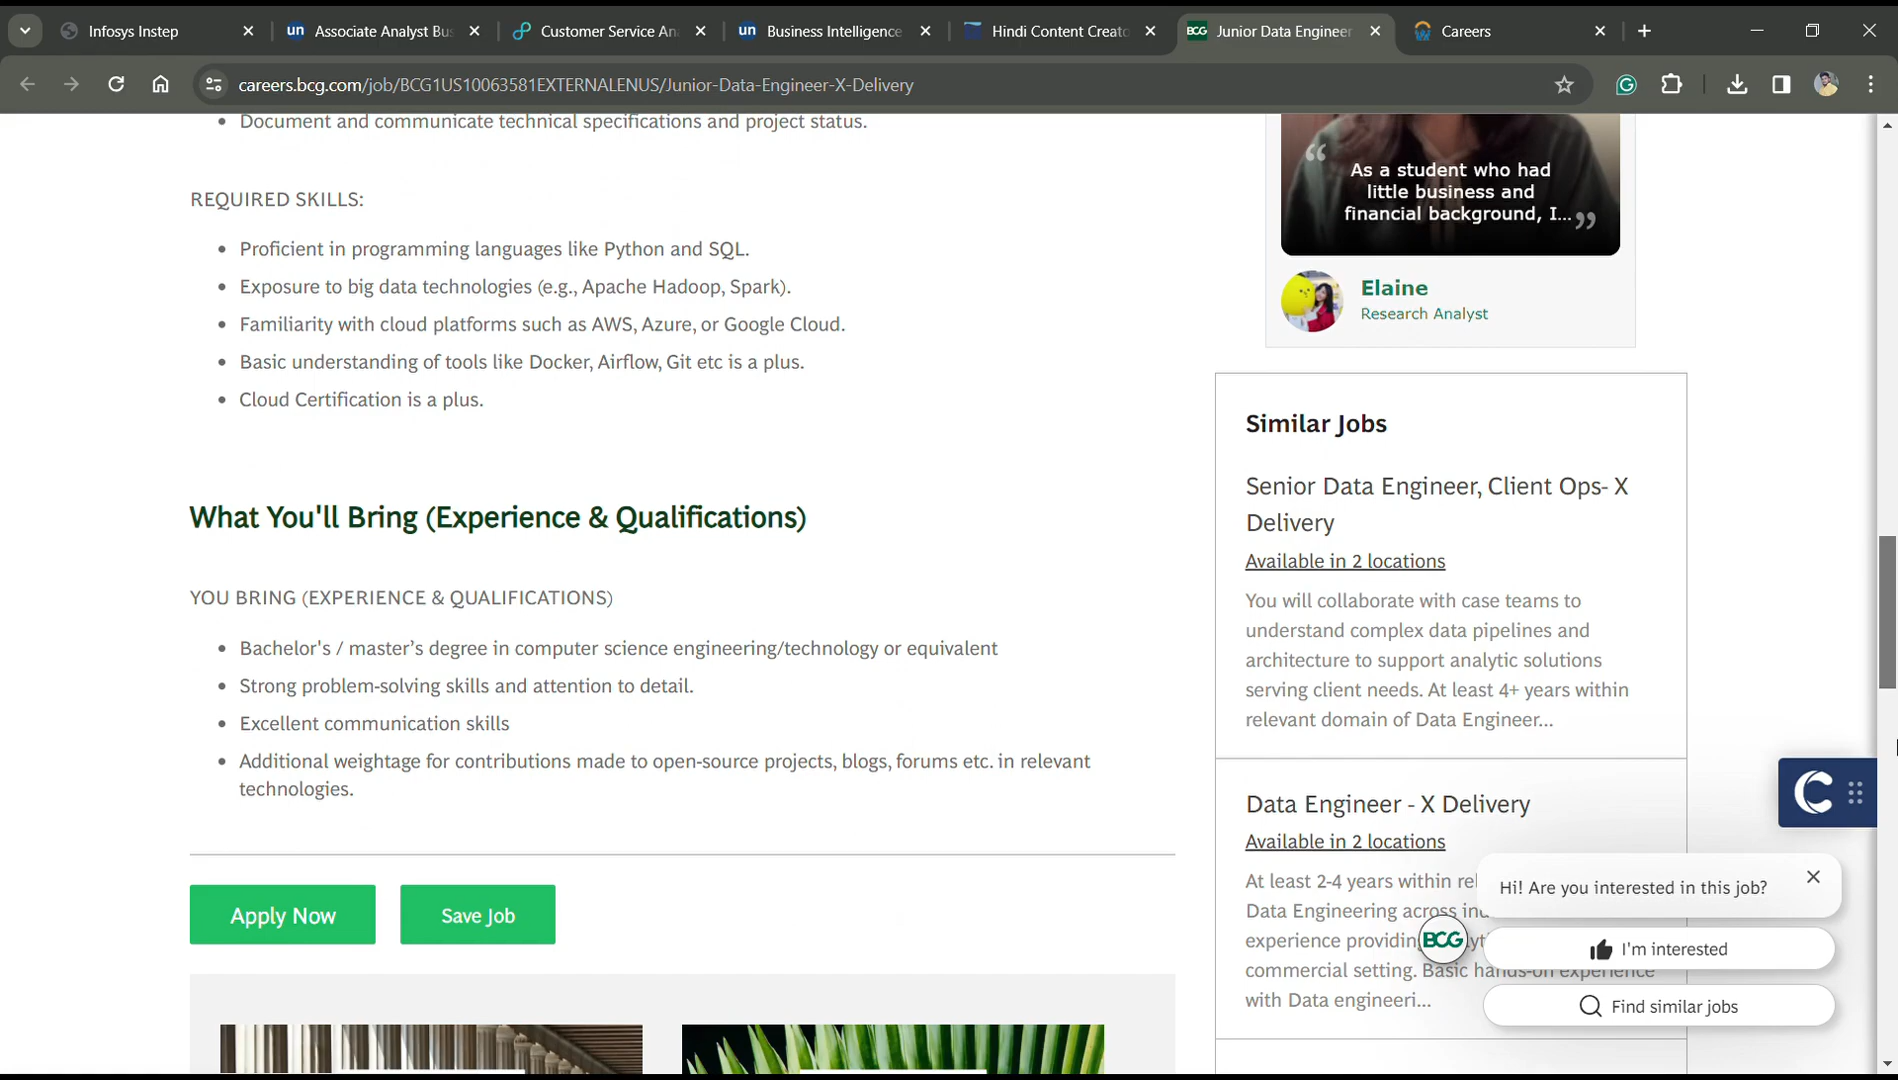 Infosys Instep
un Associate Analyst Bu
Customer Service An
un Business Intelligence
Hindi Content Creato
BCG Junior Data Engineer
Careers
careers.bcg.com/job/BCG1US10063581EXTERNALENUS/Junior-Data-Engineer-X-Delivery
Document and communicate technical specifications and project status.
REQUIRED SKILLS:
Proficient in programming languages like Python and SQL.
Exposure to big data technologies (e.g., Apache Hadoop, Spark).
Familiarity with cloud platforms such as AWS, Azure, or Google Cloud.
Basic understanding of tools like Docker, Airflow, Git etc is a plus.
Cloud Certification is a plus.
What You'll Bring (Experience & Qualifications)
YOU BRING (EXPERIENCE & QUALIFICATIONS)
Bachelor's / master’s degree in computer science engineering/technology or equivalent
Strong problem-solving skills and attention to detail.
Excellent communication skills
Additional weightage for contributions made to open-source projects, blogs, forums etc. in relevant
technologies.
Apply Now
Save Job
“ As a student who had
little business and
financial background, I... ”
Elaine
Research Analyst
Similar Jobs
Senior Data Engineer, Client Ops- X
Delivery
Available in 2 locations
You will collaborate with case teams to
understand complex data pipelines and
architecture to support analytic solutions
serving client needs. At least 4+ years within
relevant domain of Data Engineer...
Data Engineer - X Delivery
Available in 2 locations
At least 2-4 years within
Data Engineering across
experience providing
commercial setting. Basic hands-on experience
with Data engineeri...
Hi! Are you interested in this job?
BCG
I'm interested
Find similar jobs